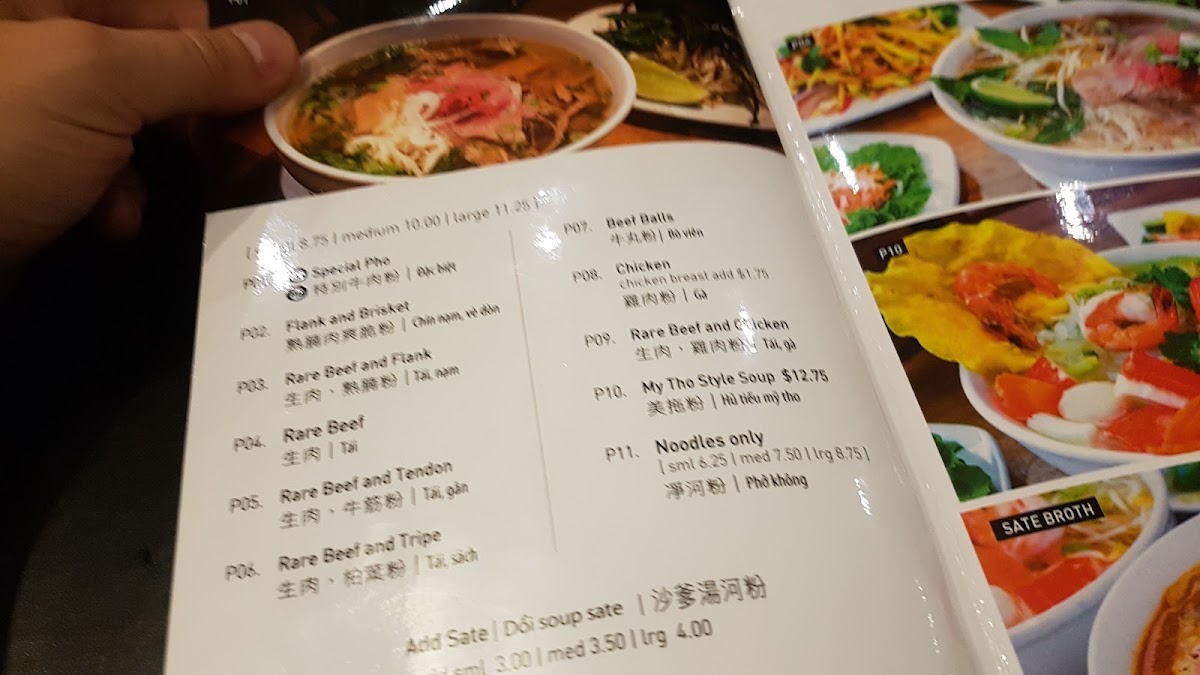 8.75 | medium 10.00 | large 11.25
Special Pho
特別牛肉粉 | Đặc biệt
P02. Flank and Brisket
熟腩肉爽脆粉 | Chín nạm, vè dòn
P03. Rare Beef and Flank
生肉、熟腩粉 | Tái, nạm
P04. Rare Beef
生肉 | Tái
P05. Rare Beef and Tendon
生肉、牛筋粉 | Tái, gân
P06. Rare Beef and Tripe
生肉、柏葉粉 | Tái, sách
P07. Beef Balls
牛丸粉 | Bò viên
P08. Chicken
chicken breast add $1.75
雞肉粉 | Gà
P09. Rare Beef and Chicken
生肉、雞肉粉 | Tái, gà
P10. My Tho Style Soup $12.75
美拖粉 | Hủ tiếu mỹ tho
P11. Noodles only
[ sml 6.25 | med 7.50 | lrg 8.75 ]
凈河粉 | Phở không
Add Sate | Dổi soup sate | 沙爹湯河粉
sml 3.00 | med 3.50 | lrg 4.00
P10
SATE BROTH